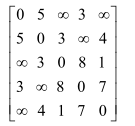 0 5 ∞ 3 ∞
5 0 3 ∞ 4
∞ 3 0 8 1
3 ∞ 8 0 7
∞ 4 1 7 0